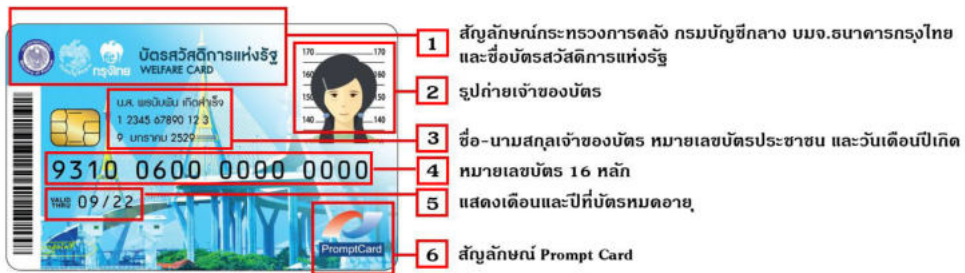 กรุงไทย
บัตรสวัสดิการแห่งรัฐ
WELFARE CARD
น.ส. พรนับพัน เกิดสำเร็จ
1 2345 67890 12 3
9 มกราคม 2529
9310 0600 0000 0000
VALID THRU 09/22
170 170
160 160
150 150
140 140
PromptCard
1 สัญลักษณ์กระทรวงการคลัง กรมบัญชีกลาง บมจ.ธนาคารกรุงไทย
และชื่อบัตรสวัสดิการแห่งรัฐ
2 รูปถ่ายเจ้าของบัตร
3 ชื่อ-นามสกุลเจ้าของบัตร หมายเลขบัตรประชาชน และวันเดือนปีเกิด
4 หมายเลขบัตร 16 หลัก
5 แสดงเดือนและปีที่บัตรหมดอายุ
6 สัญลักษณ์ Prompt Card